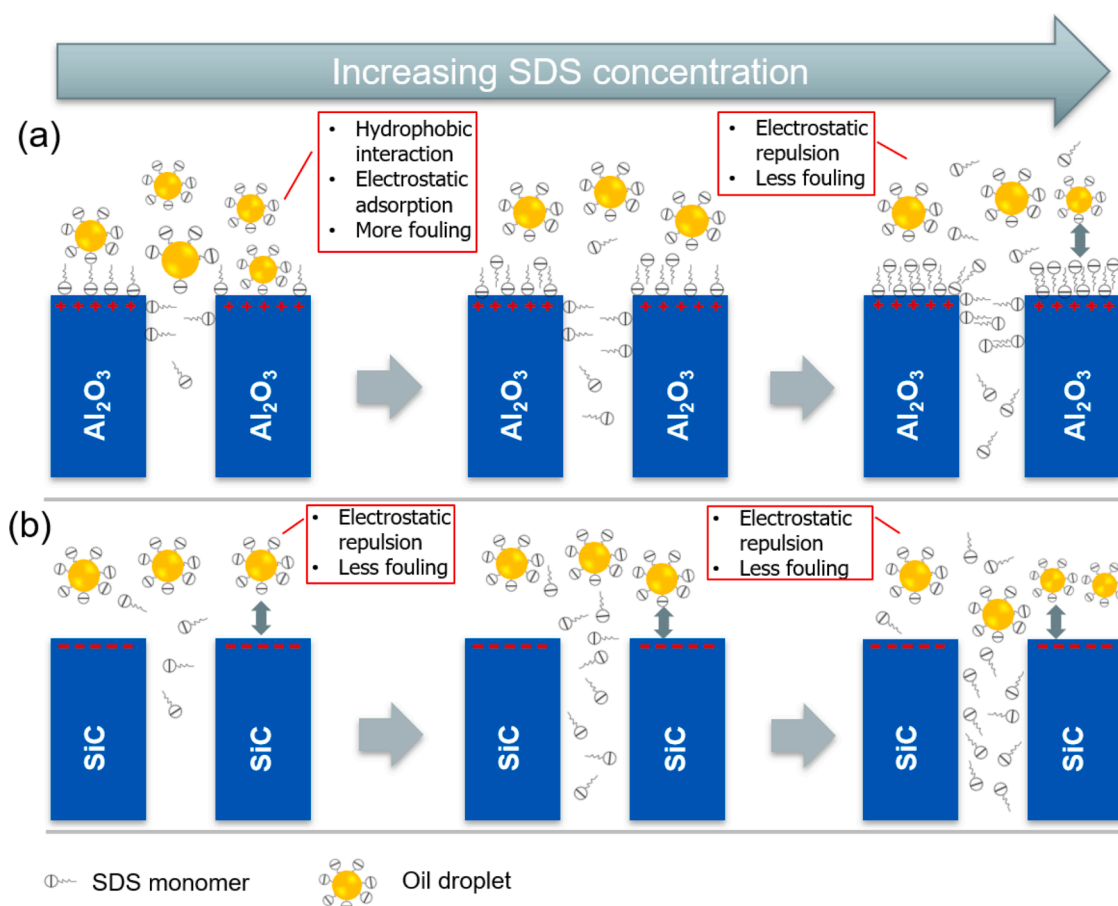 Increasing SDS concentration
(a)
• Hydrophobic
interaction
• Electrostatic
adsorption
• More fouling
• Electrostatic
repulsion
• Less fouling
+ + + + +
+ + + + +
+ + + + +
+ + + + +
+ + + + +
+ + + + +
Al₂O₃
Al₂O₃
Al₂O₃
Al₂O₃
Al₂O₃
Al₂O₃
(b)
• Electrostatic
repulsion
• Less fouling
• Electrostatic
repulsion
• Less fouling
SiC
SiC
SiC
SiC
SiC
SiC
SDS monomer
Oil droplet